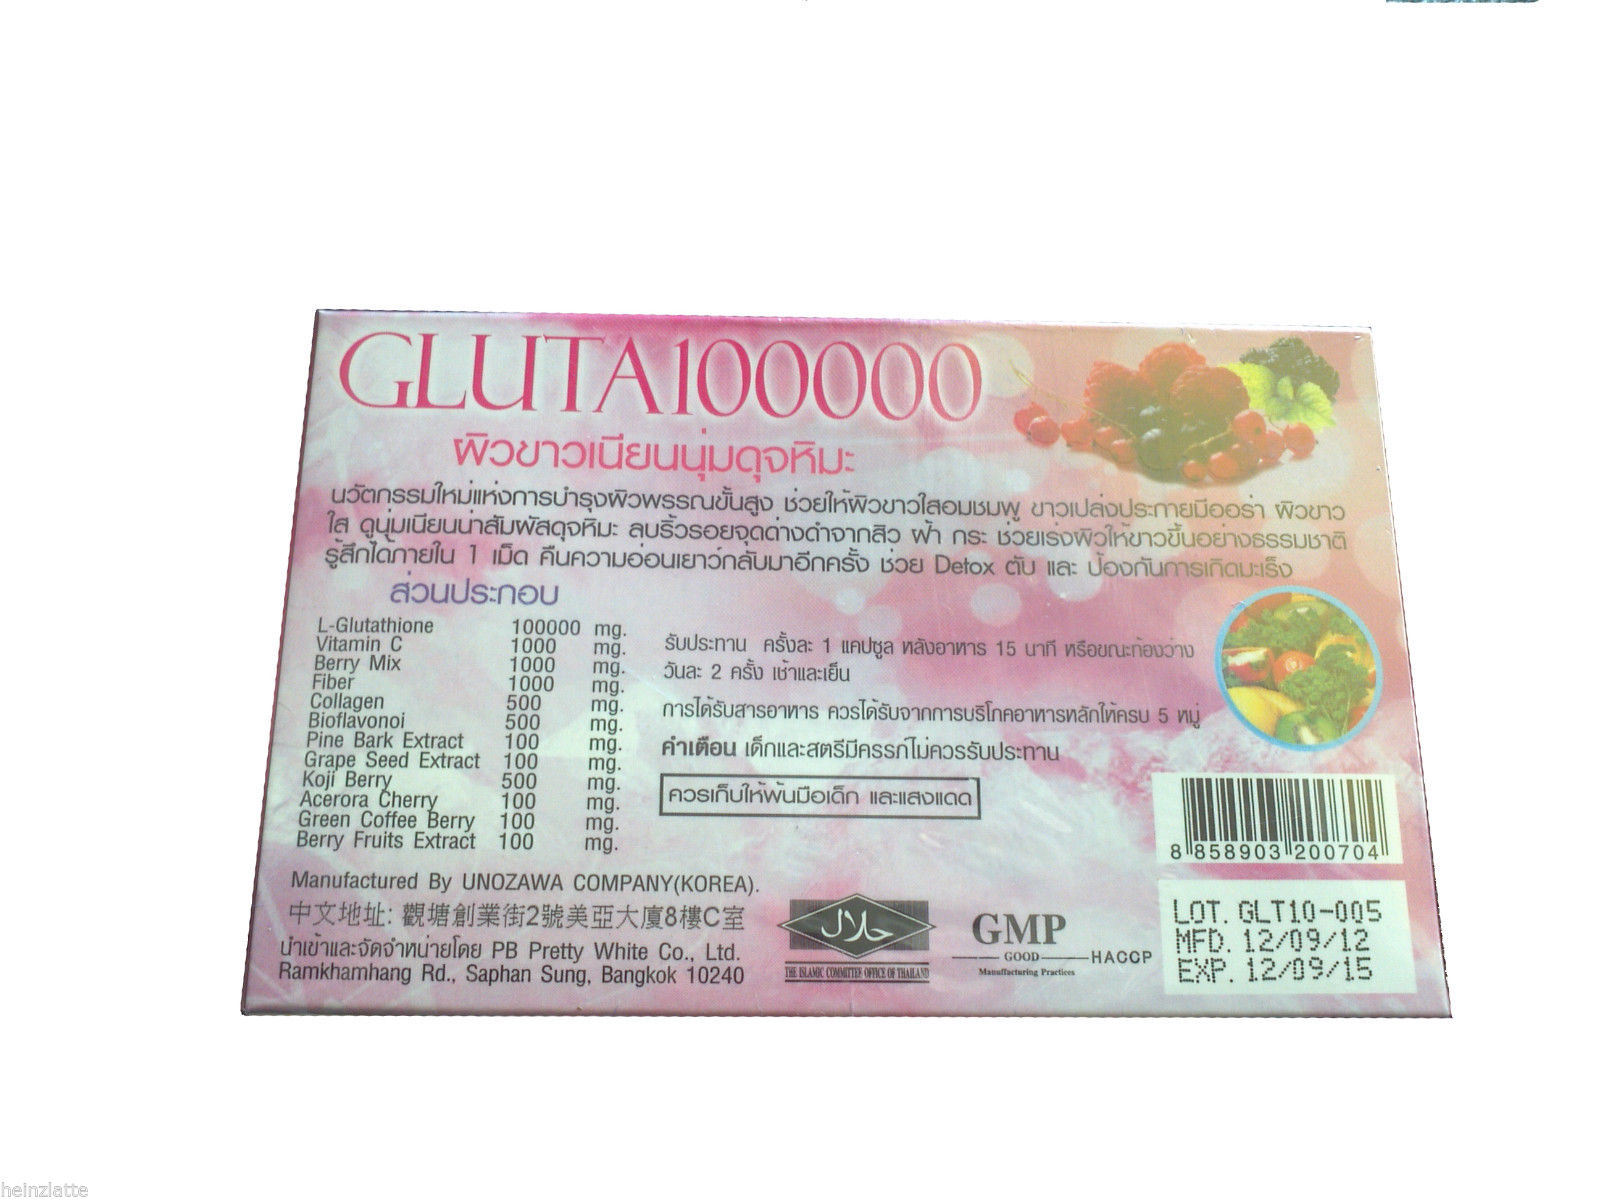 GLUTA100000
ผิวขาวเนียนนุ่มดุจหิมะ
นวัตกรรมใหม่แห่งการบำรุงผิวพรรณขั้นสูง ช่วยให้ผิวขาวใสอมชมพู ขาวเปล่งประกายมีออร่า ผิวขาว
ใส ดูนุ่มเนียนน่าสัมผัสดุจหิมะ ลบริ้วรอยจุดด่างดำจากสิว ฝ้า กระ ช่วยเร่งผิวให้ขาวขึ้นอย่างธรรมชาติ
รู้สึกได้ภายใน 1 เม็ด คืนความอ่อนเยาว์กลับมาอีกครั้ง ช่วย Detox ตับ และ ป้องกันการเกิดมะเร็ง
ส่วนประกอบ
L-Glutathione 100000 mg.
Vitamin C 1000 mg.
Berry Mix 1000 mg.
Fiber 1000 mg.
Collagen 500 mg.
Bioflavonoi 500 mg.
Pine Bark Extract 100 mg.
Grape Seed Extract 100 mg.
Koji Berry 500 mg.
Acerora Cherry 100 mg.
Green Coffee Berry 100 mg.
Berry Fruits Extract 100 mg.
รับประทาน ครั้งละ 1 แคปซูล หลังอาหาร 15 นาที หรือขณะท้องว่าง
วันละ 2 ครั้ง เช้าและเย็น
การได้รับสารอาหาร ควรได้รับจากการบริโภคอาหารหลักให้ครบ 5 หมู่
คำเตือน เด็กและสตรีมีครรภ์ไม่ควรรับประทาน
ควรเก็บให้พ้นมือเด็ก และแสงแดด
8 858903 200704
Manufactured By UNOZAWA COMPANY(KOREA).
中文地址: 觀塘創業街2號美亞大廈8樓C室
นำเข้าและจัดจำหน่ายโดย PB Pretty White Co., Ltd.
Ramkhamhang Rd., Saphan Sung, Bangkok 10240
حلال
THE ISLAMIC COMMITTEE OFFICE OF THAILAND
GMP
GOOD
Manufacturing Practices
HACCP
LOT. GLT10-005
MFD. 12/09/12
EXP. 12/09/15
heinzlatte